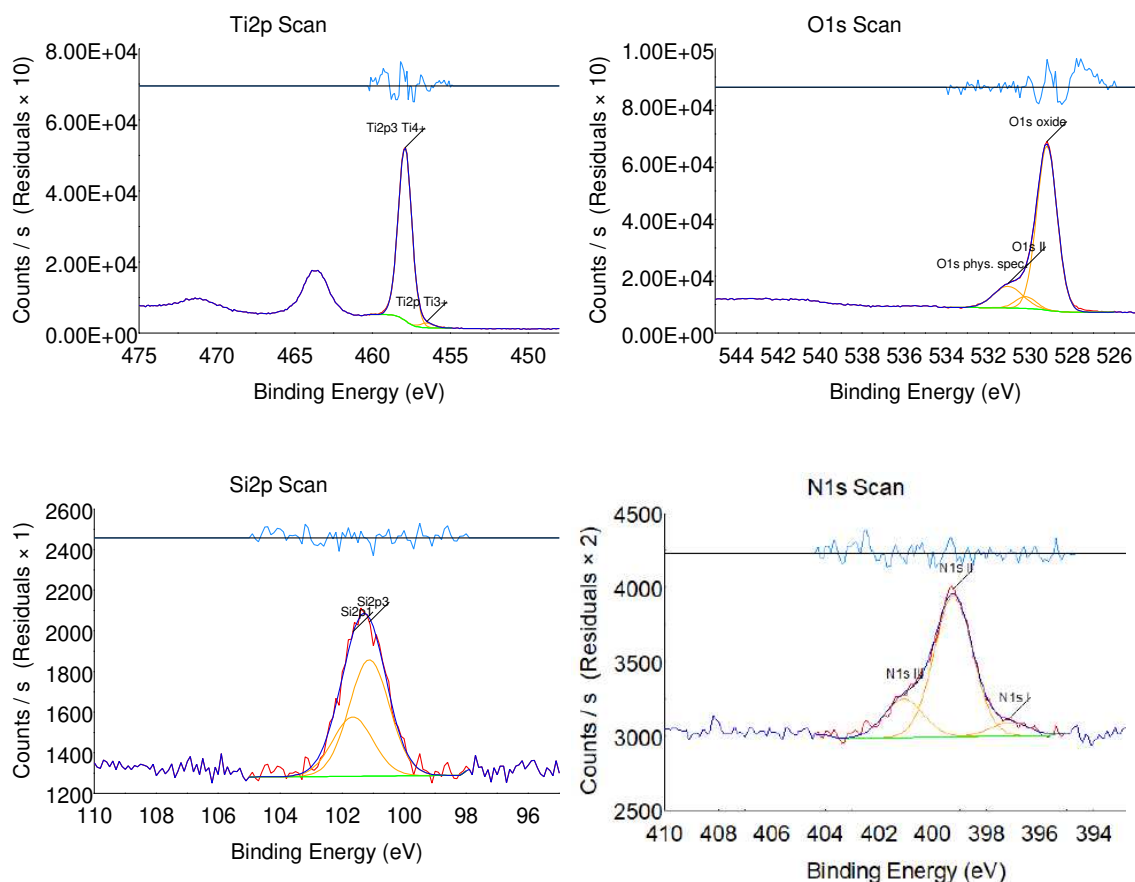 Ti2p Scan
8.00E+04
6.00E+04
4.00E+04
2.00E+04
0.00E+00
Counts / s (Residuals × 10)
Ti2p3 Ti4+
Ti2p Ti3+
475 470 465 460 455 450
Binding Energy (eV)
O1s Scan
1.00E+05
8.00E+04
6.00E+04
4.00E+04
2.00E+04
0.00E+00
Counts / s (Residuals × 10)
O1s oxide
O1s II
O1s phys. spec.
544 542 540 538 536 534 532 530 528 526
Binding Energy (eV)
Si2p Scan
2600
2400
2200
2000
1800
1600
1400
1200
Counts / s (Residuals × 1)
Si2p3
Si2p1
110 108 106 104 102 100 98 96
Binding Energy (eV)
N1s Scan
4500
4000
3500
3000
2500
Counts / s (Residuals × 2)
N1s II
N1s III
N1s I
410 408 406 404 402 400 398 396 394
Binding Energy (eV)